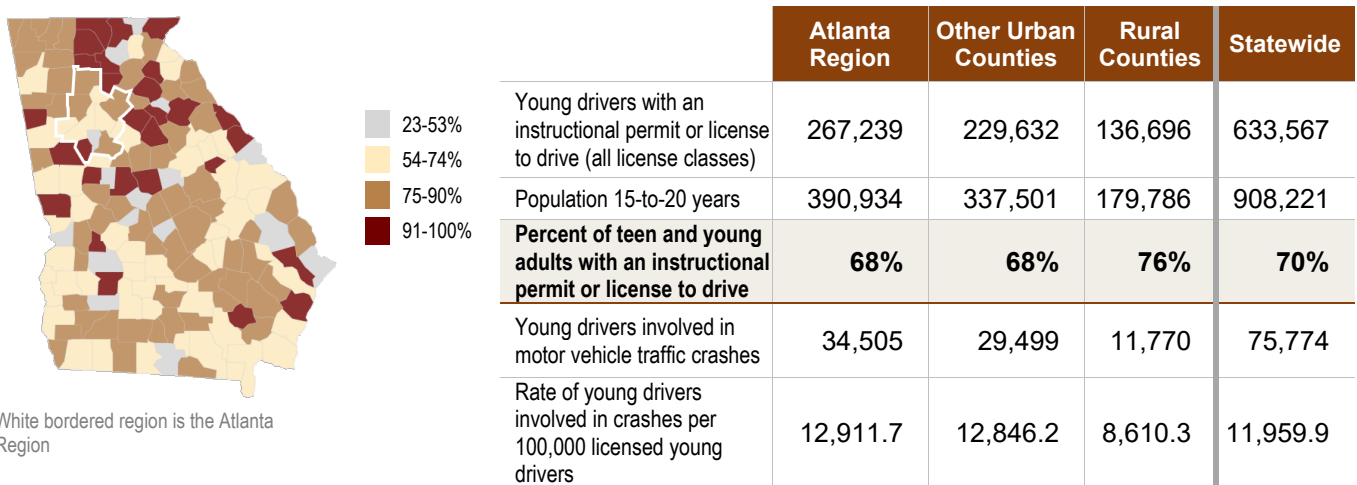 23-53%
54-74%
75-90%
91-100%
White bordered region is the Atlanta
Region
Atlanta Region
Other Urban Counties
Rural Counties
Statewide
Young drivers with an
instructional permit or license
to drive (all license classes)
267,239 229,632 136,696 633,567
Population 15-to-20 years 390,934 337,501 179,786 908,221
Percent of teen and young
adults with an instructional
permit or license to drive
68% 68% 76% 70%
Young drivers involved in
motor vehicle traffic crashes
34,505 29,499 11,770 75,774
Rate of young drivers
involved in crashes per
100,000 licensed young
drivers
12,911.7 12,846.2 8,610.3 11,959.9